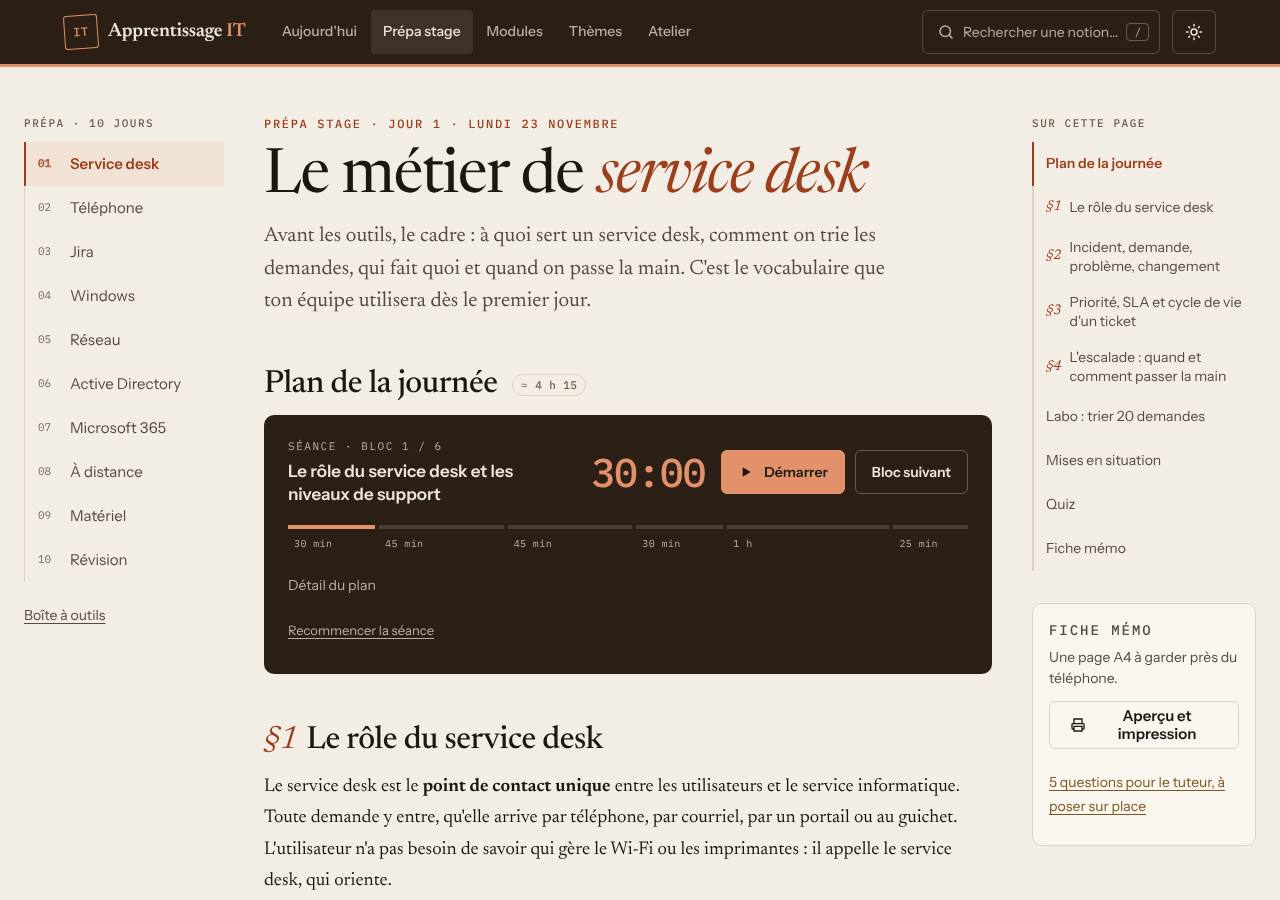 IT Apprentissage IT Aujourd'hui Prépa stage Modules Thèmes Atelier Rechercher une notion... /
PRÉPA · 10 JOURS
01 Service desk
02 Téléphone
03 Jira
04 Windows
05 Réseau
06 Active Directory
07 Microsoft 365
08 À distance
09 Matériel
10 Révision
Boîte à outils
PRÉPA STAGE · JOUR 1 · LUNDI 23 NOVEMBRE
Le métier de service desk
Avant les outils, le cadre : à quoi sert un service desk, comment on trie les
demandes, qui fait quoi et quand on passe la main. C'est le vocabulaire que
ton équipe utilisera dès le premier jour.
Plan de la journée ≈ 4 h 15
SÉANCE · BLOC 1 / 6
Le rôle du service desk et les
niveaux de support
30:00 Démarrer Bloc suivant
30 min 45 min 45 min 30 min 1 h 25 min
Détail du plan
Recommencer la séance
§1 Le rôle du service desk
Le service desk est le point de contact unique entre les utilisateurs et le service informatique.
Toute demande y entre, qu'elle arrive par téléphone, par courriel, par un portail ou au guichet.
L'utilisateur n'a pas besoin de savoir qui gère le Wi-Fi ou les imprimantes : il appelle le service
desk, qui oriente.
SUR CETTE PAGE
Plan de la journée
§1 Le rôle du service desk
§2 Incident, demande,
problème, changement
§3 Priorité, SLA et cycle de vie
d'un ticket
§4 L'escalade : quand et
comment passer la main
Labo : trier 20 demandes
Mises en situation
Quiz
Fiche mémo
FICHE MÉMO
Une page A4 à garder près du
téléphone.
Aperçu et
impression
5 questions pour le tuteur, à
poser sur place